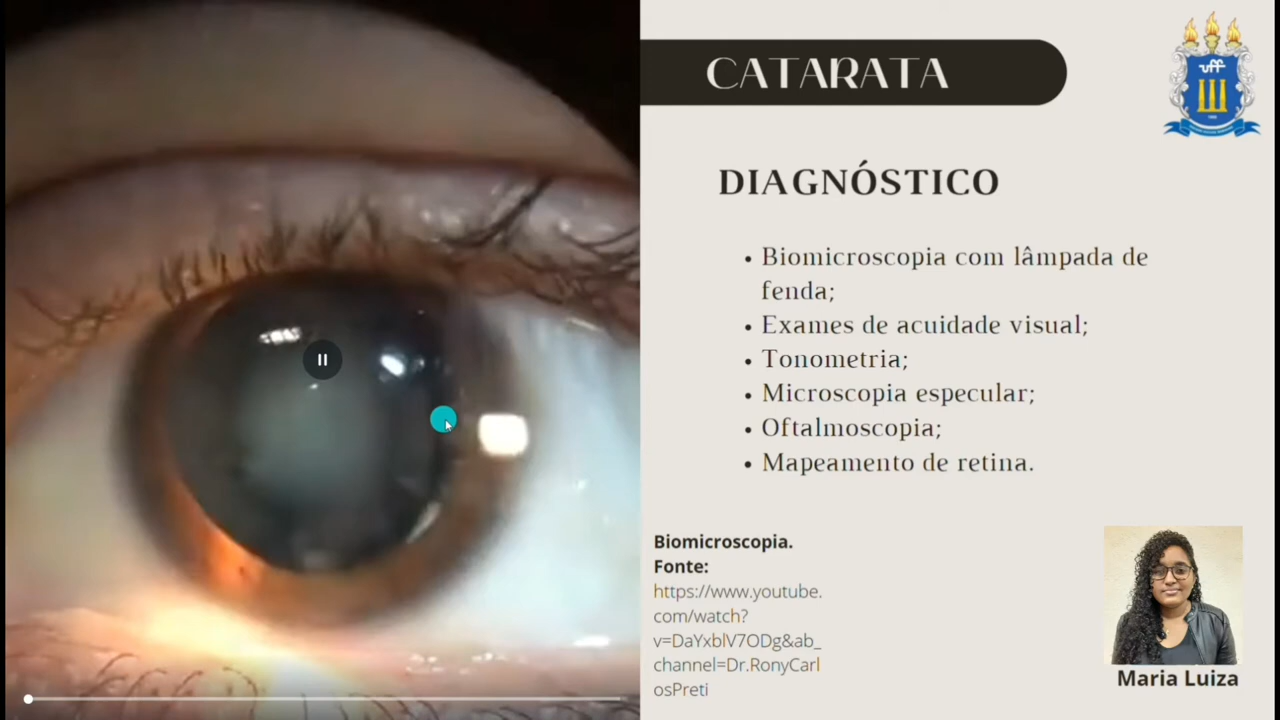 CATARATA
uff
DIAGNÓSTICO
• Biomicroscopia com lâmpada de
fenda;
• Exames de acuidade visual;
• Tonometria;
• Microscopia especular;
• Oftalmoscopia;
• Mapeamento de retina.
Biomicroscopia.
Fonte:
https://www.youtube.
com/watch?
v=DaYxblV7ODg&ab_
channel=Dr.RonyCarl
osPreti
Maria Luiza